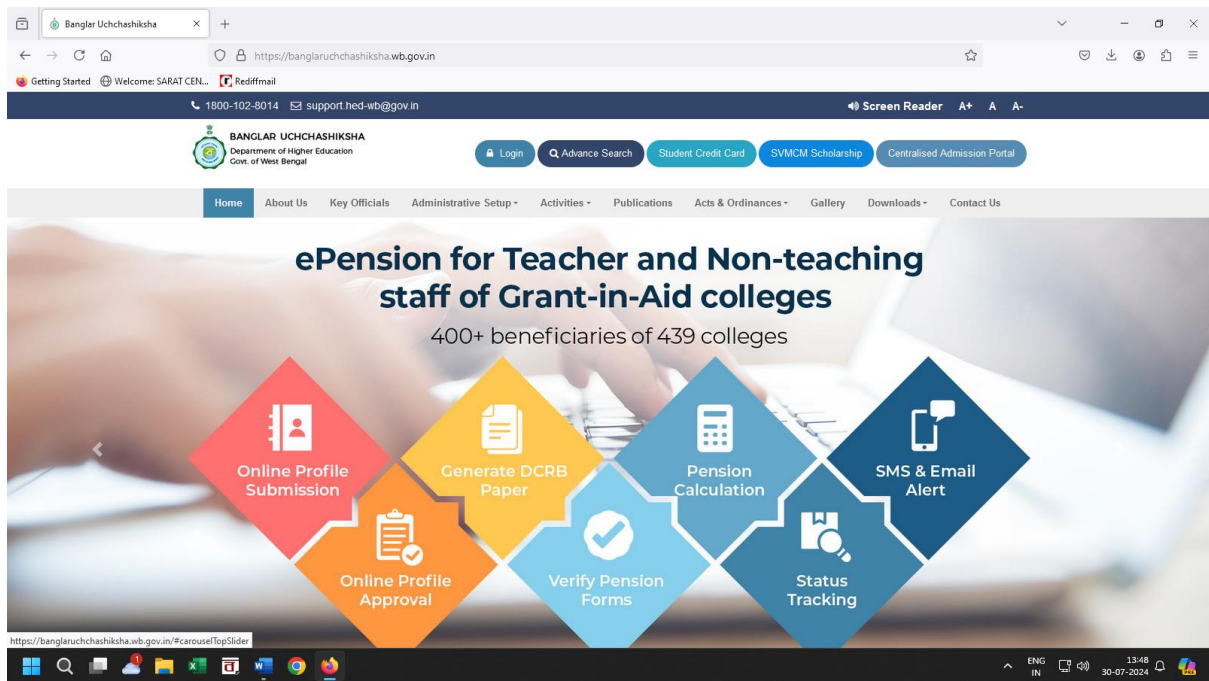 Banglar Uchchashiksha
https://banglaruchchashiksha.wb.gov.in
Getting Started Welcome: SARAT CEN... Rediffmail
1800-102-8014 support.hed-wb@gov.in Screen Reader A+ A A-
BANGLAR UCHCHASHIKSHA
Department of Higher Education
Govt. of West Bengal
Login Advance Search Student Credit Card SVMCM Scholarship Centralised Admission Portal
Home About Us Key Officials Administrative Setup Activities Publications Acts & Ordinances Gallery Downloads Contact Us
ePension for Teacher and Non-teaching
staff of Grant-in-Aid colleges
400+ beneficiaries of 439 colleges
Online Profile
Submission
Generate DCRB
Paper
Pension
Calculation
SMS & Email
Alert
Online Profile
Approval
Verify Pension
Forms
Status
Tracking
https://banglaruchchashiksha.wb.gov.in/#carouselTopSlider
ENG
IN
13:48
30-07-2024